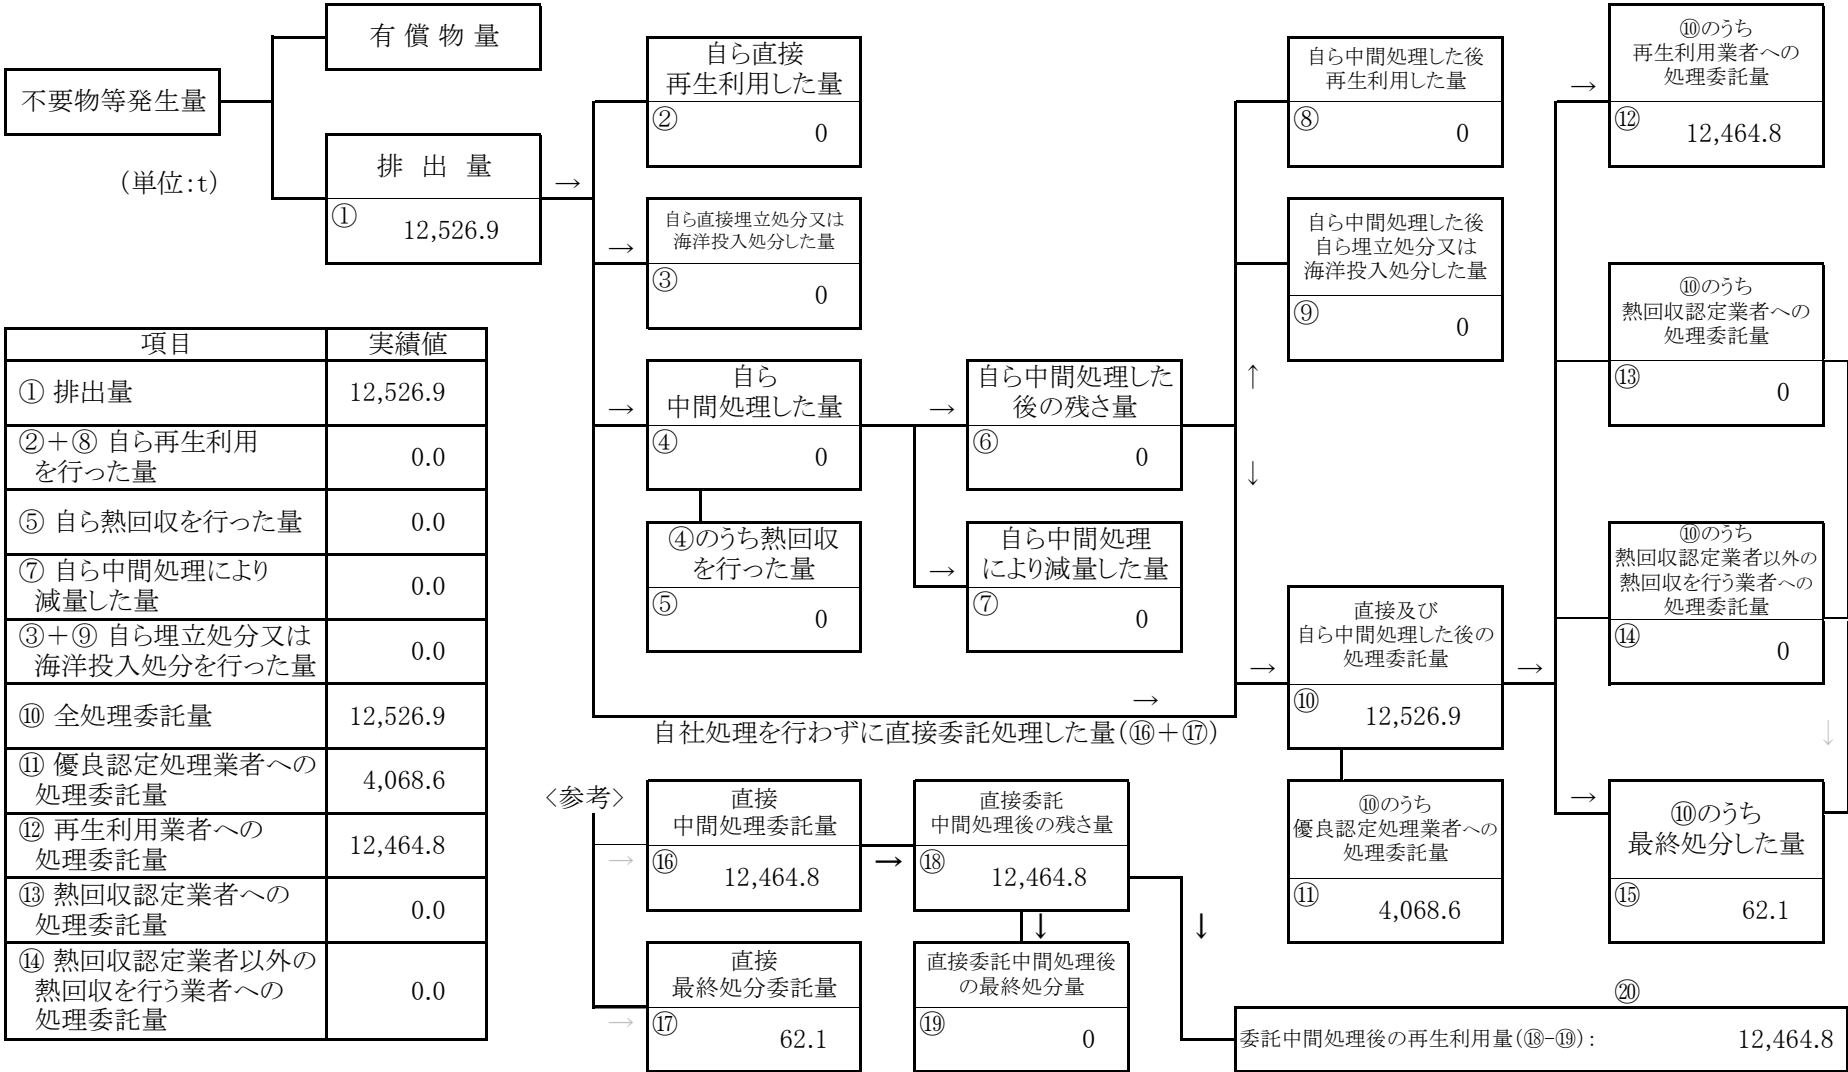 有償物量
不要物等発生量
(単位:t)
排出量
①
12,526.9
→
自ら直接
再生利用した量
②
0
→
自ら直接埋立処分又は
海洋投入処分した量
③
0
→
自ら
中間処理した量
④
0
④のうち熱回収
を行った量
⑤
0
→
自ら中間処理した
後の残さ量
⑥
0
→
自ら中間処理
により減量した量
⑦
0
↑
↓
自ら中間処理した後
再生利用した量
⑧
0
自ら中間処理した後
自ら埋立処分又は
海洋投入処分した量
⑨
0
→
自社処理を行わずに直接委託処理した量(⑯+⑰)
→
直接及び
自ら中間処理した後の
処理委託量
⑩
12,526.9
→
⑩のうち
優良認定処理業者への
処理委託量
⑪
4,068.6
→
⑩のうち
再生利用業者への
処理委託量
⑫
12,464.8
⑩のうち
熱回収認定業者への
処理委託量
⑬
0
⑩のうち
熱回収認定業者以外の
熱回収を行う業者への
処理委託量
⑭
0
↓
→
⑩のうち
最終処分した量
⑮
62.1
項目 実績値
① 排出量 12,526.9
②+⑧ 自ら再生利用
を行った量 0.0
⑤ 自ら熱回収を行った量 0.0
⑦ 自ら中間処理により
減量した量 0.0
③+⑨ 自ら埋立処分又は
海洋投入処分を行った量 0.0
⑩ 全処理委託量 12,526.9
⑪ 優良認定処理業者への
処理委託量 4,068.6
⑫ 再生利用業者への
処理委託量 12,464.8
⑬ 熱回収認定業者への
処理委託量 0.0
⑭ 熱回収認定業者以外の
熱回収を行う業者への
処理委託量 0.0
〈参考〉
→
直接
中間処理委託量
⑯
12,464.8
→
直接委託
中間処理後の残さ量
⑱
12,464.8
↓
↓
→
直接
最終処分委託量
⑰
62.1
直接委託中間処理後
の最終処分量
⑲
0
⑳
委託中間処理後の再生利用量(⑱-⑲): 12,464.8